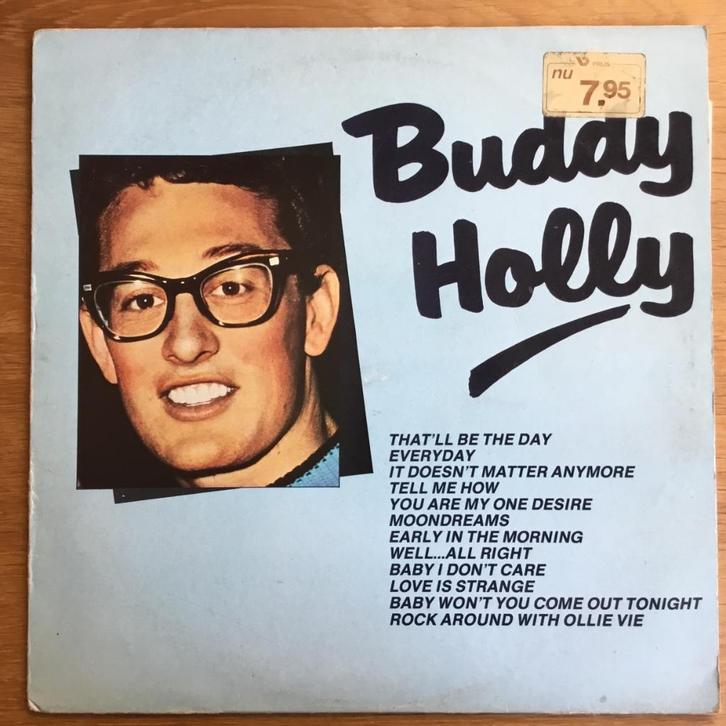 PRIJS
nu 7.95
Buddy
Holly
THAT'LL BE THE DAY
EVERYDAY
IT DOESN'T MATTER ANYMORE
TELL ME HOW
YOU ARE MY ONE DESIRE
MOONDREAMS
EARLY IN THE MORNING
WELL...ALL RIGHT
BABY I DON'T CARE
LOVE IS STRANGE
BABY WON'T YOU COME OUT TONIGHT
ROCK AROUND WITH OLLIE VIE